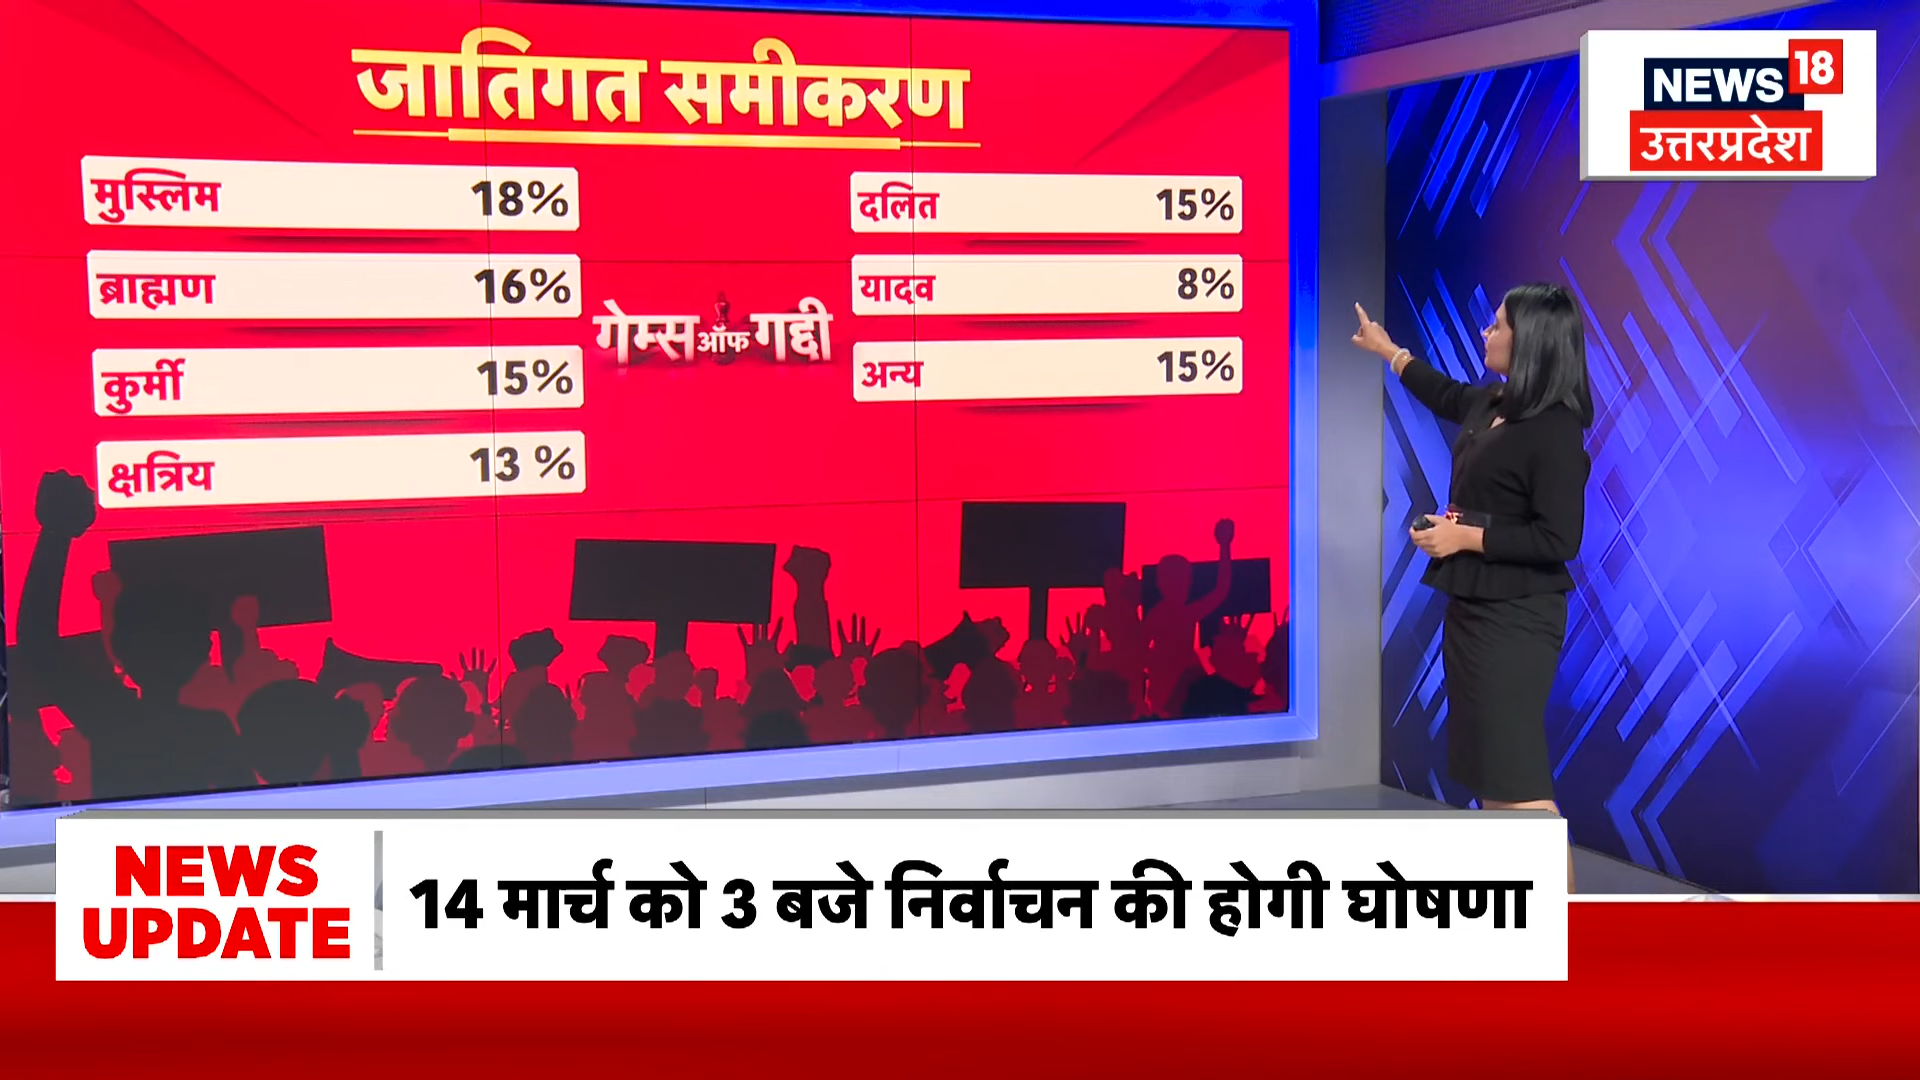 जातिगत समीकरण
मुस्लिम 18%
ब्राह्मण 16%
कुर्मी 15%
क्षत्रिय 13 %
गेम्स ऑफ गद्दी
दलित 15%
यादव 8%
अन्य 15%
NEWS 18
उत्तरप्रदेश
NEWS UPDATE
14 मार्च को 3 बजे निर्वाचन की होगी घोषणा